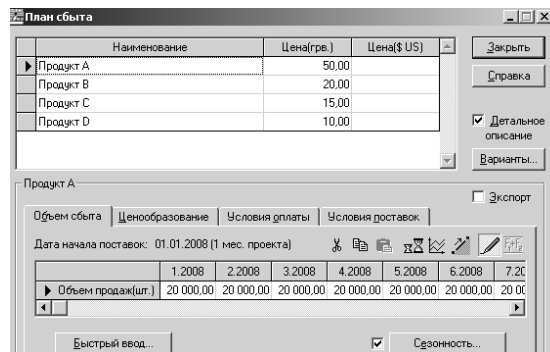 План сбыта
Наименование Цена(грв.) Цена($ US)
Продукт A 50,00
Продукт B 20,00
Продукт C 15,00
Продукт D 10,00
Закрыть
Справка
Детальное
описание
Варианты...
Продукт A
Экспорт
Объем сбыта Ценообразование Условия оплаты Условия поставок
Дата начала поставок: 01.01.2008 (1 мес. проекта)
1.2008 2.2008 3.2008 4.2008 5.2008 6.2008 7.20
Объем продаж(шт.) 20 000,00 20 000,00 20 000,00 20 000,00 20 000,00 20 000,00 20 00
Быстрый ввод... Сезонность...